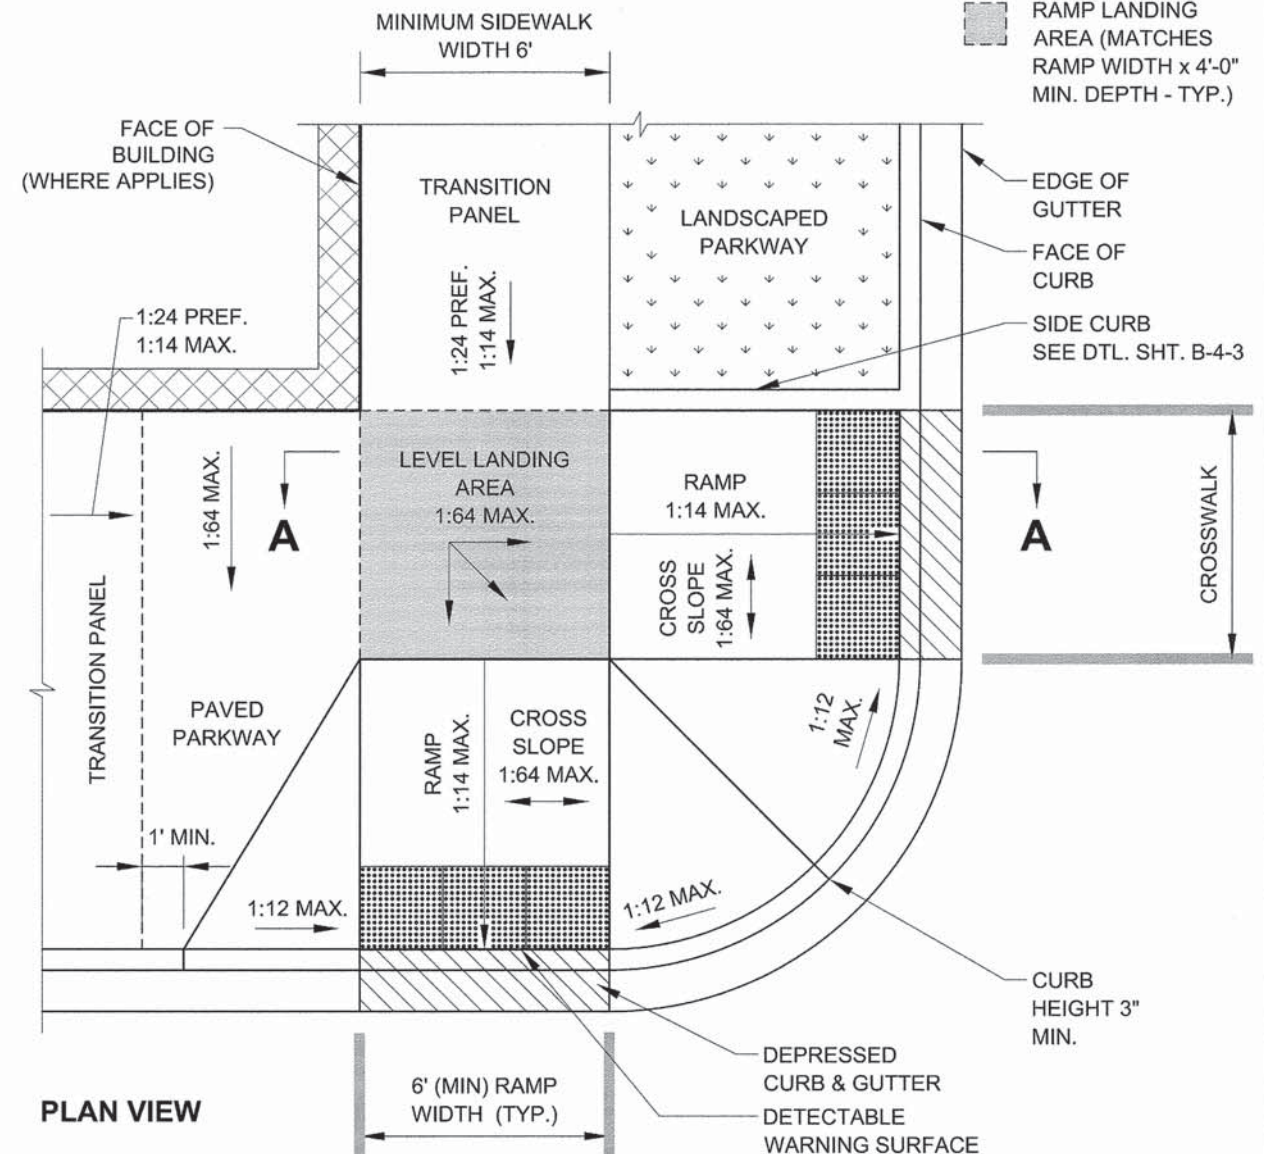 MINIMUM SIDEWALK
WIDTH 6'
RAMP LANDING
AREA (MATCHES
RAMP WIDTH x 4'-0"
MIN. DEPTH - TYP.)
FACE OF
BUILDING
(WHERE APPLIES)
TRANSITION
PANEL
LANDSCAPED
PARKWAY
EDGE OF
GUTTER
FACE OF
CURB
1:24 PREF.
1:14 MAX.
1:24 PREF.
1:14 MAX.
SIDE CURB
SEE DTL. SHT. B-4-3
1:64 MAX.
A
LEVEL LANDING
AREA
1:64 MAX.
RAMP
1:14 MAX.
CROSS
SLOPE
1:64 MAX.
A
CROSSWALK
TRANSITION PANEL
PAVED
PARKWAY
RAMP
1:14 MAX.
CROSS
SLOPE
1:64 MAX.
1:12
MAX.
1' MIN.
1:12 MAX.
1:12 MAX.
CURB
HEIGHT 3"
MIN.
DEPRESSED
CURB & GUTTER
DETECTABLE
WARNING SURFACE
6' (MIN) RAMP
WIDTH (TYP.)
PLAN VIEW